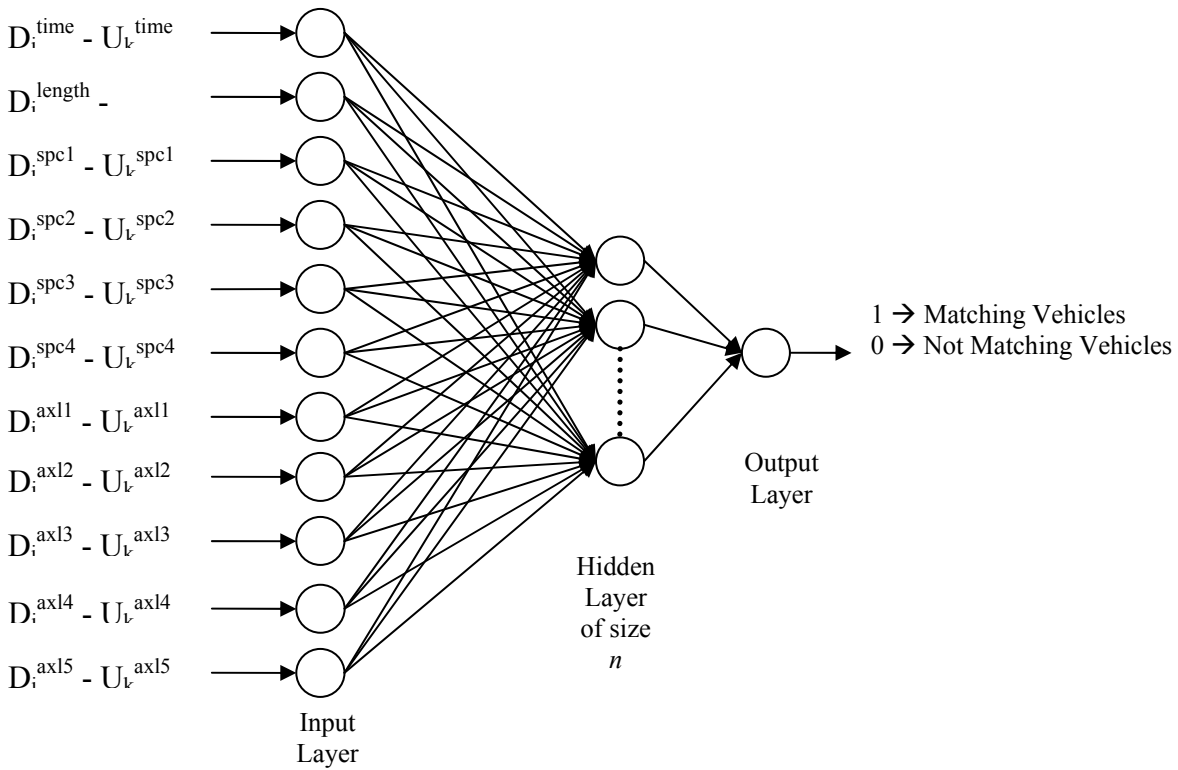 Di^time - Uk^time
Di^length -
Di^spc1 - Uk^spc1
Di^spc2 - Uk^spc2
Di^spc3 - Uk^spc3
Di^spc4 - Uk^spc4
Di^axl1 - Uk^axl1
Di^axl2 - Uk^axl2
Di^axl3 - Uk^axl3
Di^axl4 - Uk^axl4
Di^axl5 - Uk^axl5
Input
Layer
Hidden
Layer
of size
n
Output
Layer
1 → Matching Vehicles
0 → Not Matching Vehicles